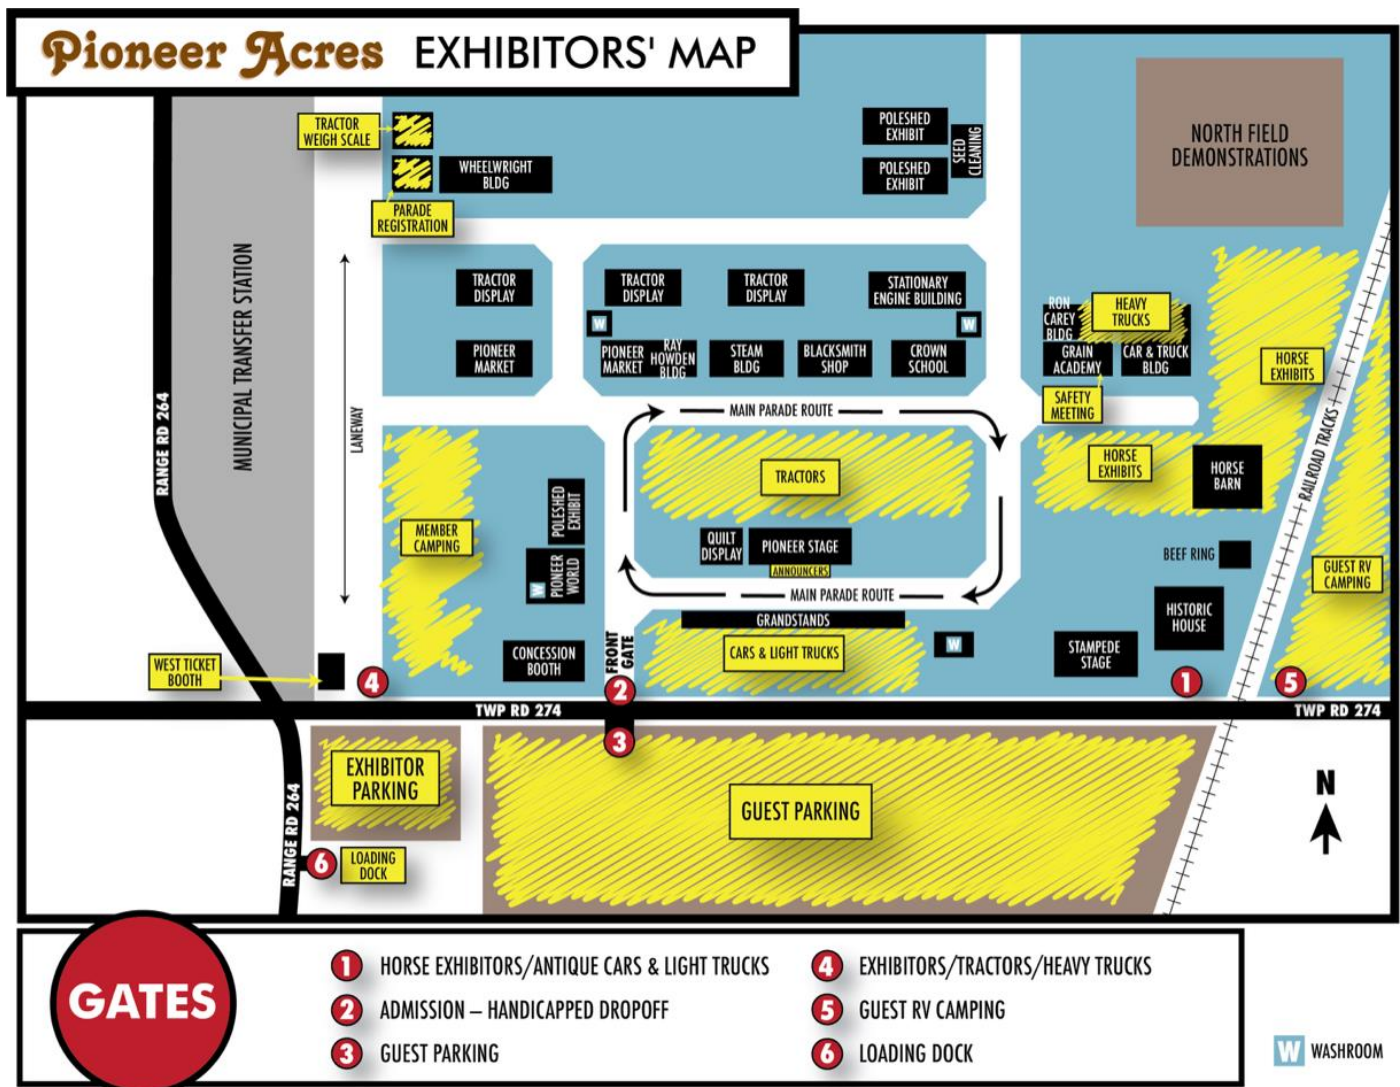 Pioneer Acres EXHIBITORS' MAP
TRACTOR
WEIGH SCALE
PARADE
REGISTRATION
WHEELWRIGHT
BLDG
POLESHED
EXHIBIT
POLESHED
EXHIBIT
SEED
CLEANING
NORTH FIELD
DEMONSTRATIONS
MUNICIPAL TRANSFER STATION
RANGE RD 264
LANEWAY
TRACTOR
DISPLAY
TRACTOR
DISPLAY
TRACTOR
DISPLAY
STATIONARY
ENGINE BUILDING
W
W
PIONEER
MARKET
PIONEER
MARKET
RAY
HOWDEN
BLDG
STEAM
BLDG
BLACKSMITH
SHOP
CROWN
SCHOOL
RON
CAREY
BLDG
HEAVY
TRUCKS
GRAIN
ACADEMY
CAR & TRUCK
BLDG
SAFETY
MEETING
HORSE
EXHIBITS
RAILROAD TRACKS
MAIN PARADE ROUTE
TRACTORS
HORSE
EXHIBITS
HORSE
BARN
MEMBER
CAMPING
POLESHED
EXHIBIT
W
PIONEER
WORLD
QUILT
DISPLAY
PIONEER STAGE
ANNOUNCERS
MAIN PARADE ROUTE
BEEF RING
GUEST RV
CAMPING
HISTORIC
HOUSE
GRANDSTANDS
CARS & LIGHT TRUCKS
W
STAMPEDE
STAGE
CONCESSION
BOOTH
FRONT
GATE
WEST TICKET
BOOTH
4
2
1
5
TWP RD 274
TWP RD 274
3
EXHIBITOR
PARKING
GUEST PARKING
N
RANGE RD 264
6
LOADING
DOCK
GATES
1 HORSE EXHIBITORS/ANTIQUE CARS & LIGHT TRUCKS
2 ADMISSION – HANDICAPPED DROPOFF
3 GUEST PARKING
4 EXHIBITORS/TRACTORS/HEAVY TRUCKS
5 GUEST RV CAMPING
6 LOADING DOCK
W WASHROOM